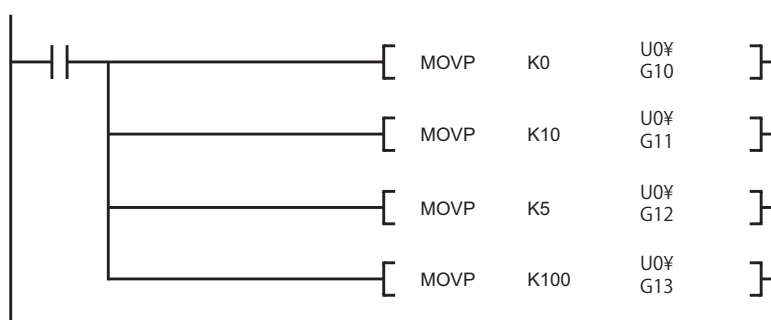 MOVP K0 U0¥
G10
MOVP K10 U0¥
G11
MOVP K5 U0¥
G12
MOVP K100 U0¥
G13